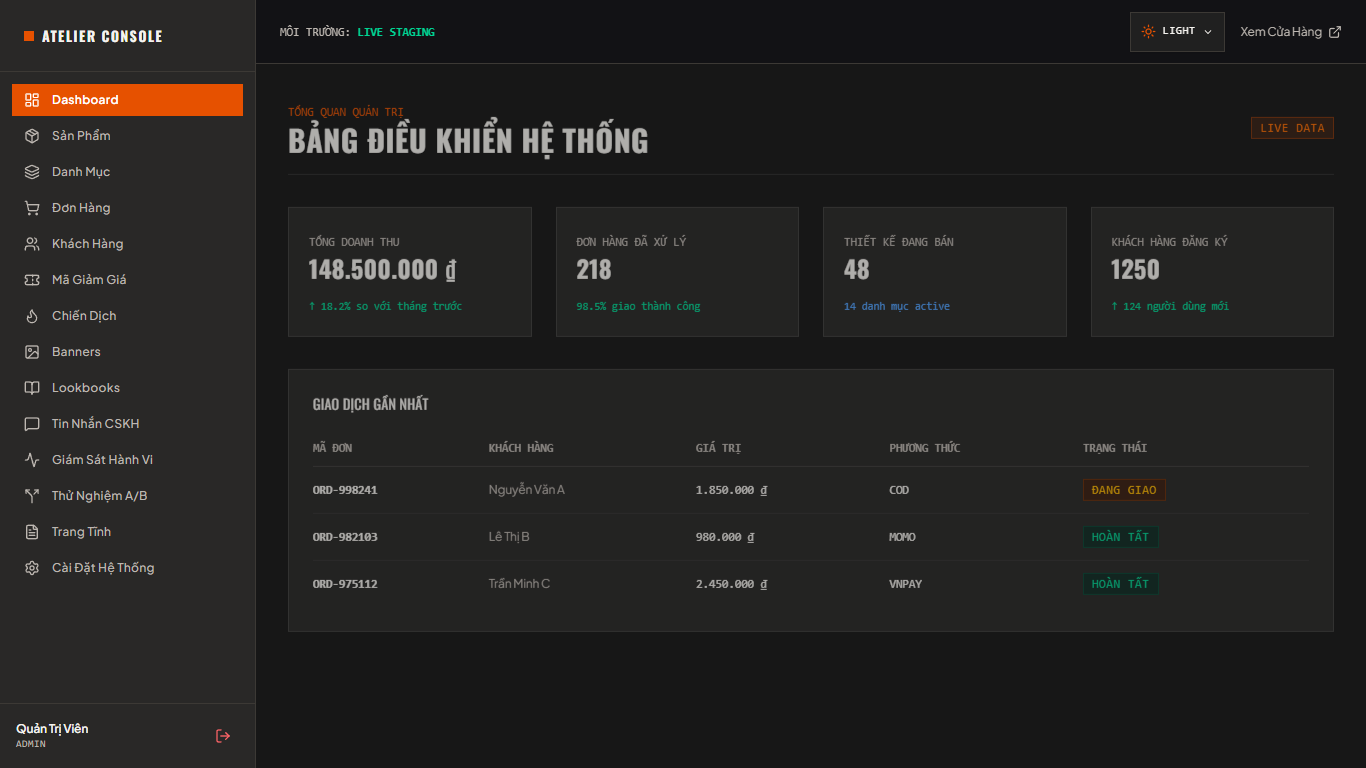 ATELIER CONSOLE
MÔI TRƯỜNG: LIVE STAGING
LIGHT
Xem Cửa Hàng
Dashboard
Sản Phẩm
Danh Mục
Đơn Hàng
Khách Hàng
Mã Giảm Giá
Chiến Dịch
Banners
Lookbooks
Tin Nhắn CSKH
Giám Sát Hành Vi
Thử Nghiệm A/B
Trang Tĩnh
Cài Đặt Hệ Thống
Quản Trị Viên
ADMIN
TỔNG QUAN QUẢN TRỊ
BẢNG ĐIỀU KHIỂN HỆ THỐNG
LIVE DATA
TỔNG DOANH THU
148.500.000 ₫
↑ 18.2% so với tháng trước
ĐƠN HÀNG ĐÃ XỬ LÝ
218
98.5% giao thành công
THIẾT KẾ ĐANG BÁN
48
14 danh mục active
KHÁCH HÀNG ĐĂNG KÝ
1250
↑ 124 người dùng mới
GIAO DỊCH GẦN NHẤT
MÃ ĐƠN KHÁCH HÀNG GIÁ TRỊ PHƯƠNG THỨC TRẠNG THÁI
ORD-998241 Nguyễn Văn A 1.850.000 ₫ COD ĐANG GIAO
ORD-982103 Lê Thị B 980.000 ₫ MOMO HOÀN TẤT
ORD-975112 Trần Minh C 2.450.000 ₫ VNPAY HOÀN TẤT